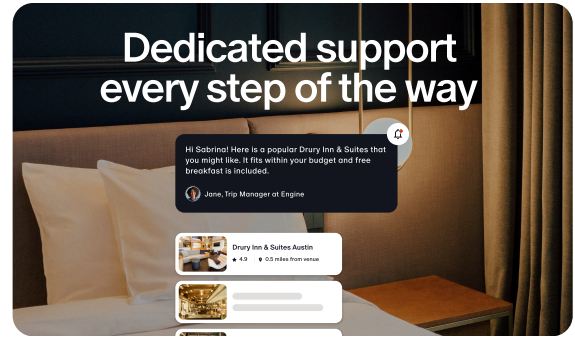 Dedicated support
every step of the way
Hi Sabrina! Here is a popular Drury Inn & Suites that
you might like. It fits within your budget and free
breakfast is included.
Jane, Trip Manager at Engine
Drury Inn & Suites Austin
4.9
0.5 miles from venue